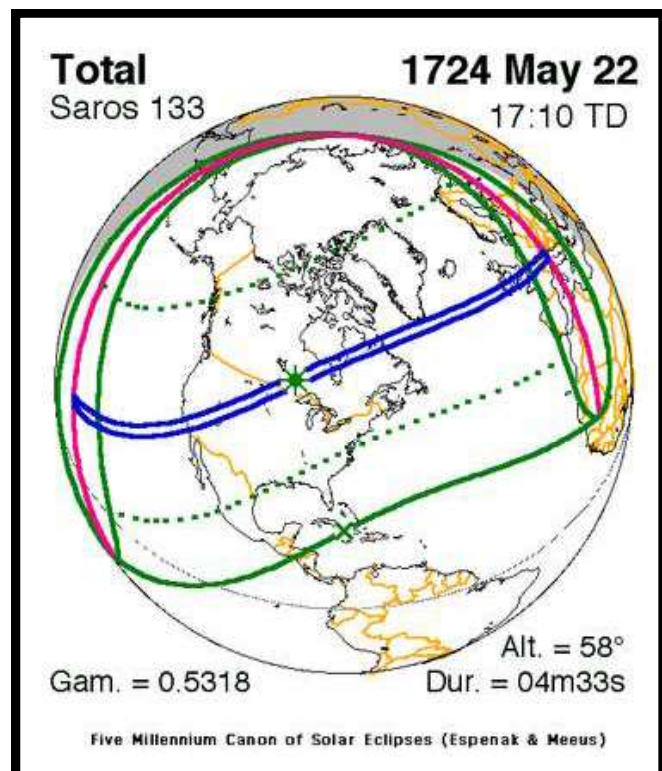 Total 1724 May 22
Saros 133 17:10 TD
Alt. = 58°
Gam. = 0.5318 Dur. = 04m33s
Five Millennium Canon of Solar Eclipses (Espenak & Meeus)